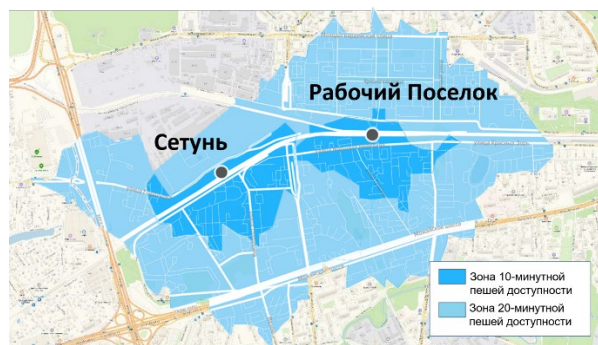 Рабочий Поселок
Сетунь
Зона 10-минутной
пешей доступности
Зона 20-минутной
пешей доступности